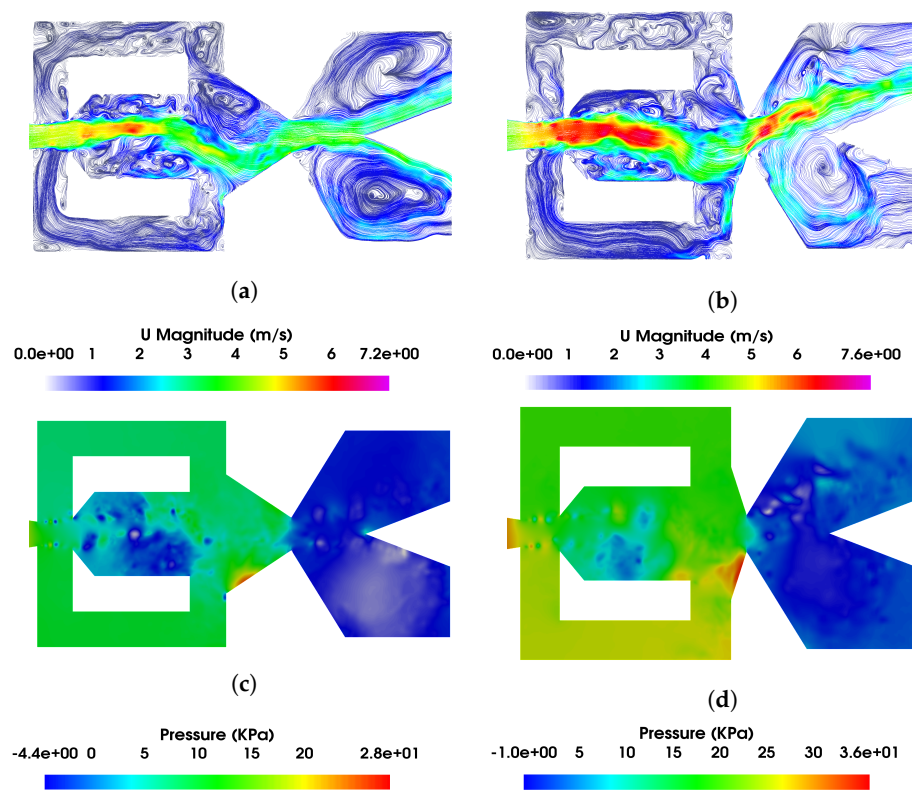 (a)
(b)
U Magnitude (m/s)
0.0e+00 1 2 3 4 5 6 7.2e+00
U Magnitude (m/s)
0.0e+00 1 2 3 4 5 6 7.6e+00
(c)
(d)
Pressure (KPa)
-4.4e+00 0 5 10 15 20 2.8e+01
Pressure (KPa)
-1.0e+00 5 10 15 20 25 30 3.6e+01